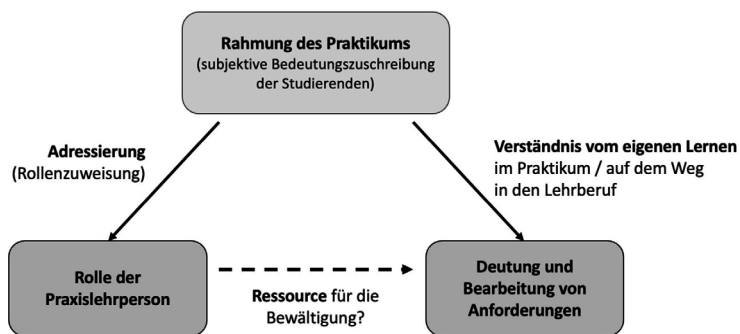 Rahmung des Praktikums
(subjektive Bedeutungszuschreibung
der Studierenden)
Adressierung
(Rollenzuweisung)
Verständnis vom eigenen Lernen
im Praktikum / auf dem Weg
in den Lehrberuf
Rolle der
Praxislehrperson
Ressource für die
Bewältigung?
Deutung und
Bearbeitung von
Anforderungen